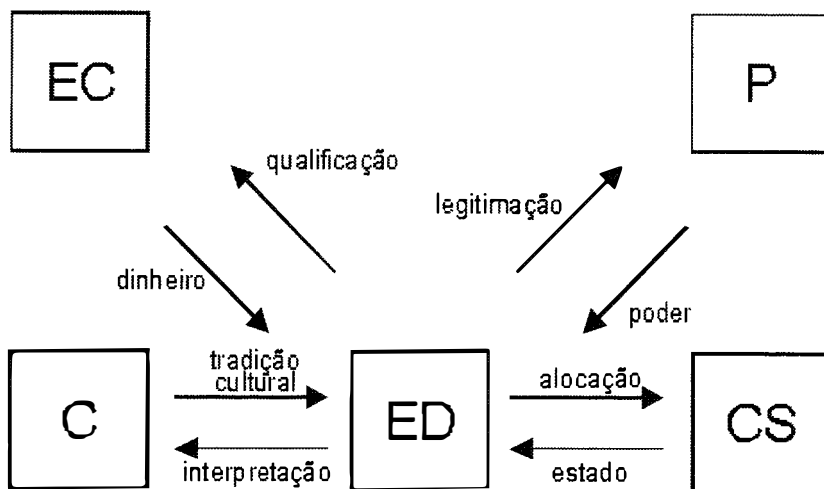 EC
P
qualificação
legitimação
dinheiro
poder
tradição
cultural
alocação
C
ED
CS
interpretação
estado